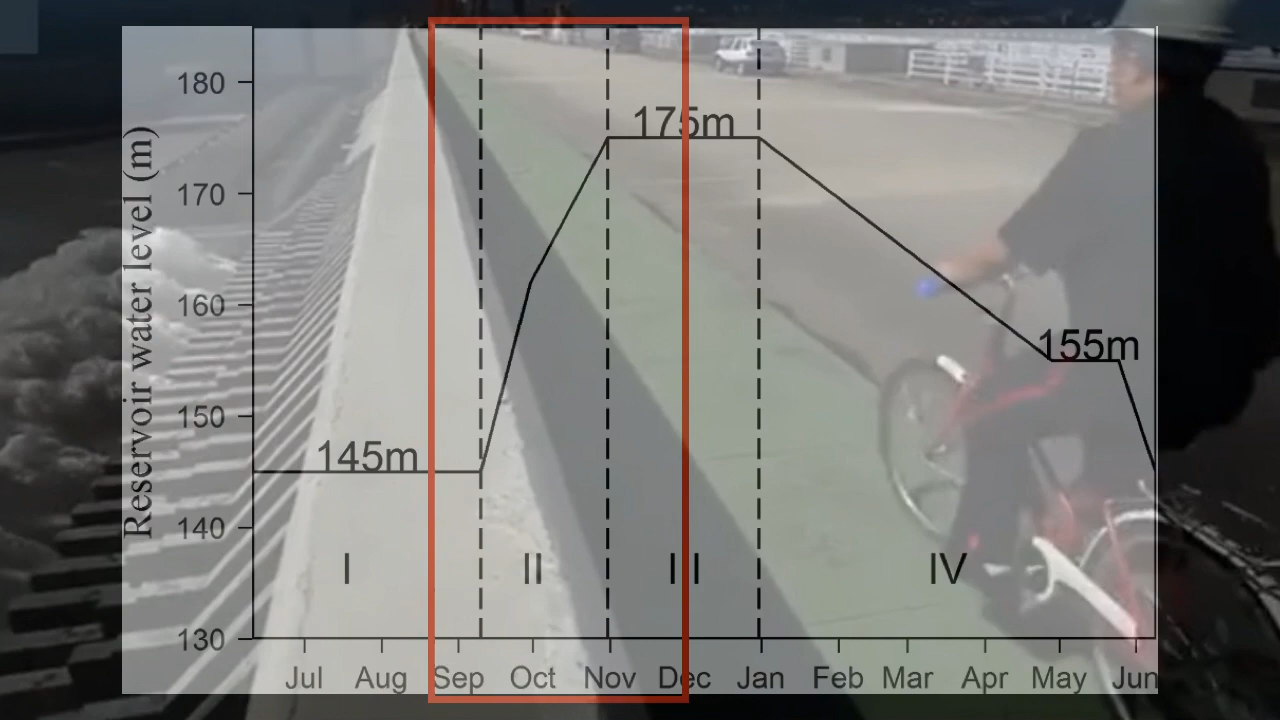 Reservoir water level (m)
180
170
160
150
140
130
175m
155m
145m
I
II
III
IV
Jul Aug Sep Oct Nov Dec Jan Feb Mar Apr May Jun